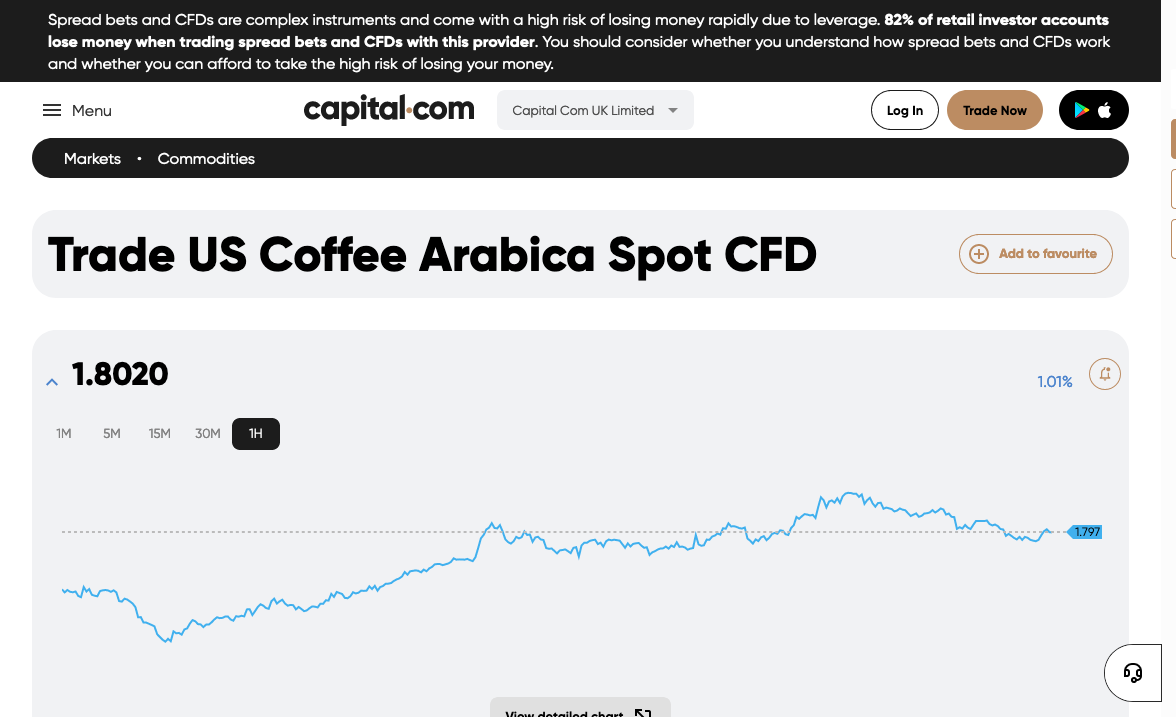 Spread bets and CFDs are complex instruments and come with a high risk of losing money rapidly due to leverage. 82% of retail investor accounts
lose money when trading spread bets and CFDs with this provider. You should consider whether you understand how spread bets and CFDs work
and whether you can afford to take the high risk of losing your money.
Menu
capital.com
Capital Com UK Limited
Log In
Trade Now
Markets • Commodities
Trade US Coffee Arabica Spot CFD
Add to favourite
1.8020
1.01%
1M 5M 15M 30M 1H
1.797
View detailed chart